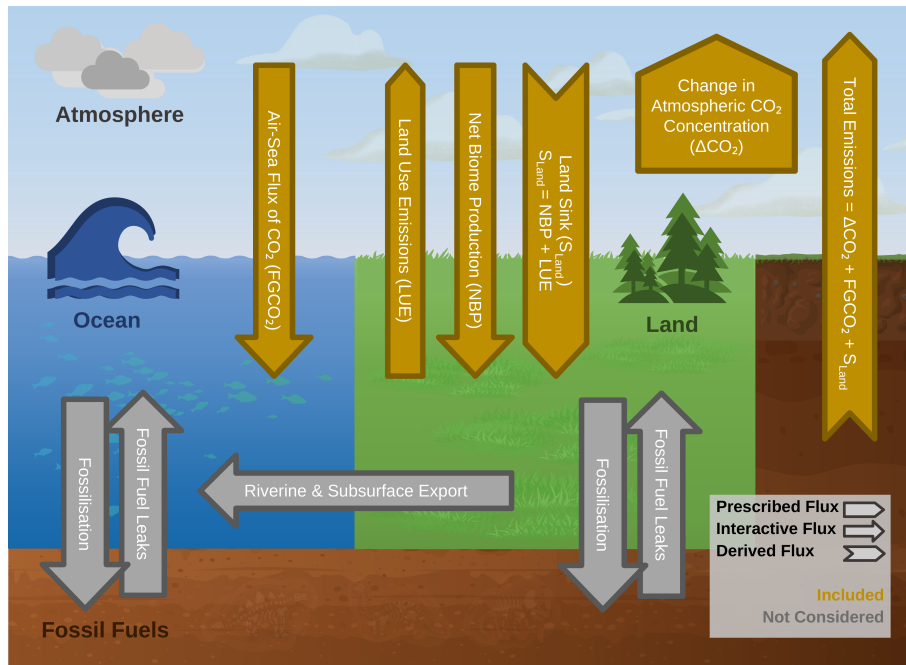 Atmosphere
Ocean
Air-Sea Flux of CO₂ (FGCO₂)
Land Use Emissions (LUE)
Net Biome Production (NBP)
Land Sink (S_Land)
S_Land = NBP + LUE
Change in
Atmospheric CO₂
Concentration
(ΔCO₂)
Total Emissions = ΔCO₂ + FGCO₂ + S_Land
Land
Fossilisation
Fossil Fuel Leaks
Riverine & Subsurface Export
Fossilisation
Fossil Fuel Leaks
Fossil Fuels
Prescribed Flux
Interactive Flux
Derived Flux
Included
Not Considered